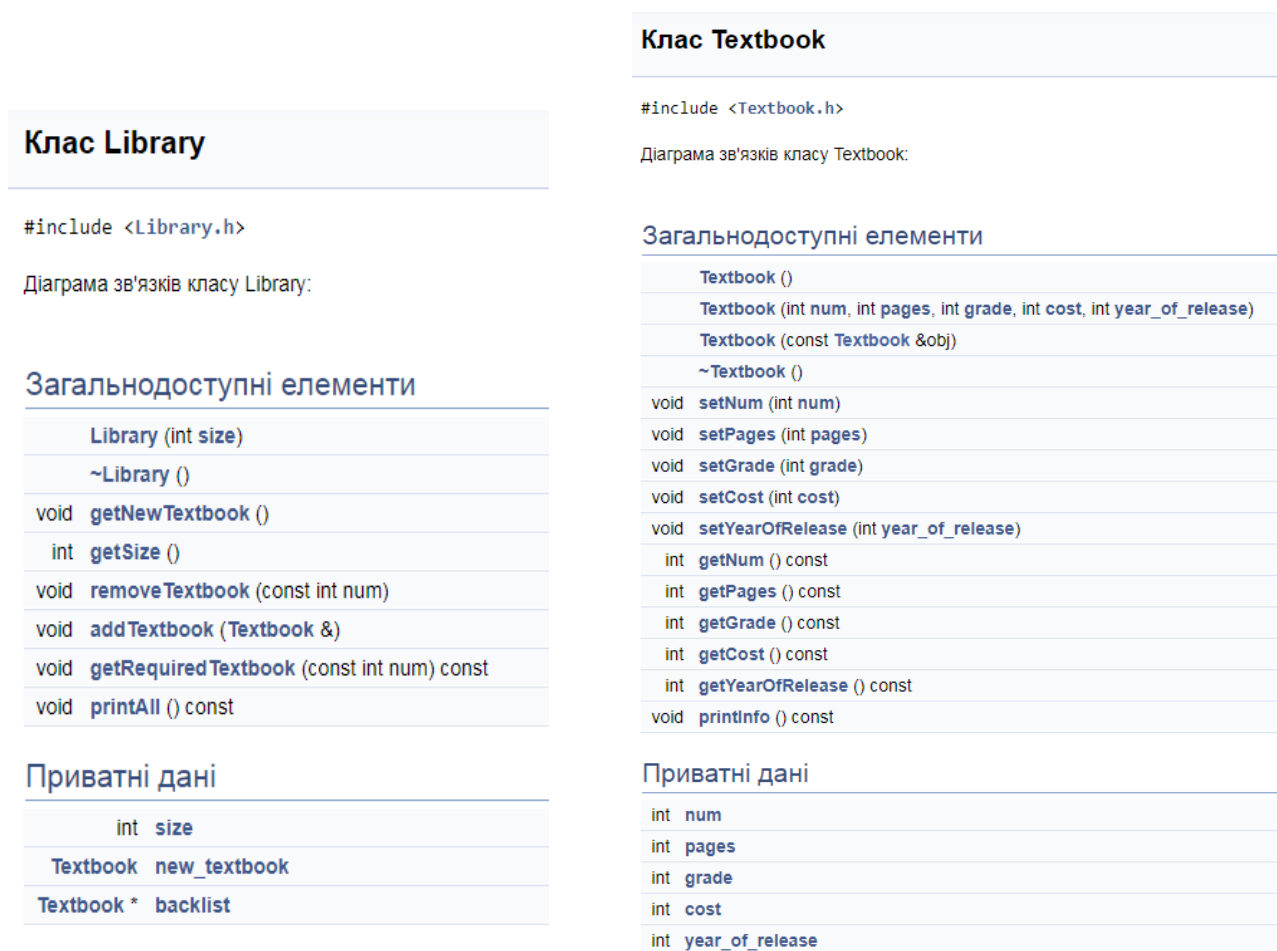 Клас Library
#include <Library.h>
Діаграма зв'язків класу Library:
Загальнодоступні елементи
Library (int size)
~Library ()
void getNewTextbook ()
int getSize ()
void removeTextbook (const int num)
void addTextbook (Textbook &)
void getRequiredTextbook (const int num) const
void printAll () const
Приватні дані
int size
Textbook new_textbook
Textbook * backlist
Клас Textbook
#include <Textbook.h>
Діаграма зв'язків класу Textbook:
Загальнодоступні елементи
Textbook ()
Textbook (int num, int pages, int grade, int cost, int year_of_release)
Textbook (const Textbook &obj)
~Textbook ()
void setNum (int num)
void setPages (int pages)
void setGrade (int grade)
void setCost (int cost)
void setYearOfRelease (int year_of_release)
int getNum () const
int getPages () const
int getGrade () const
int getCost () const
int getYearOfRelease () const
void printInfo () const
Приватні дані
int num
int pages
int grade
int cost
int year_of_release